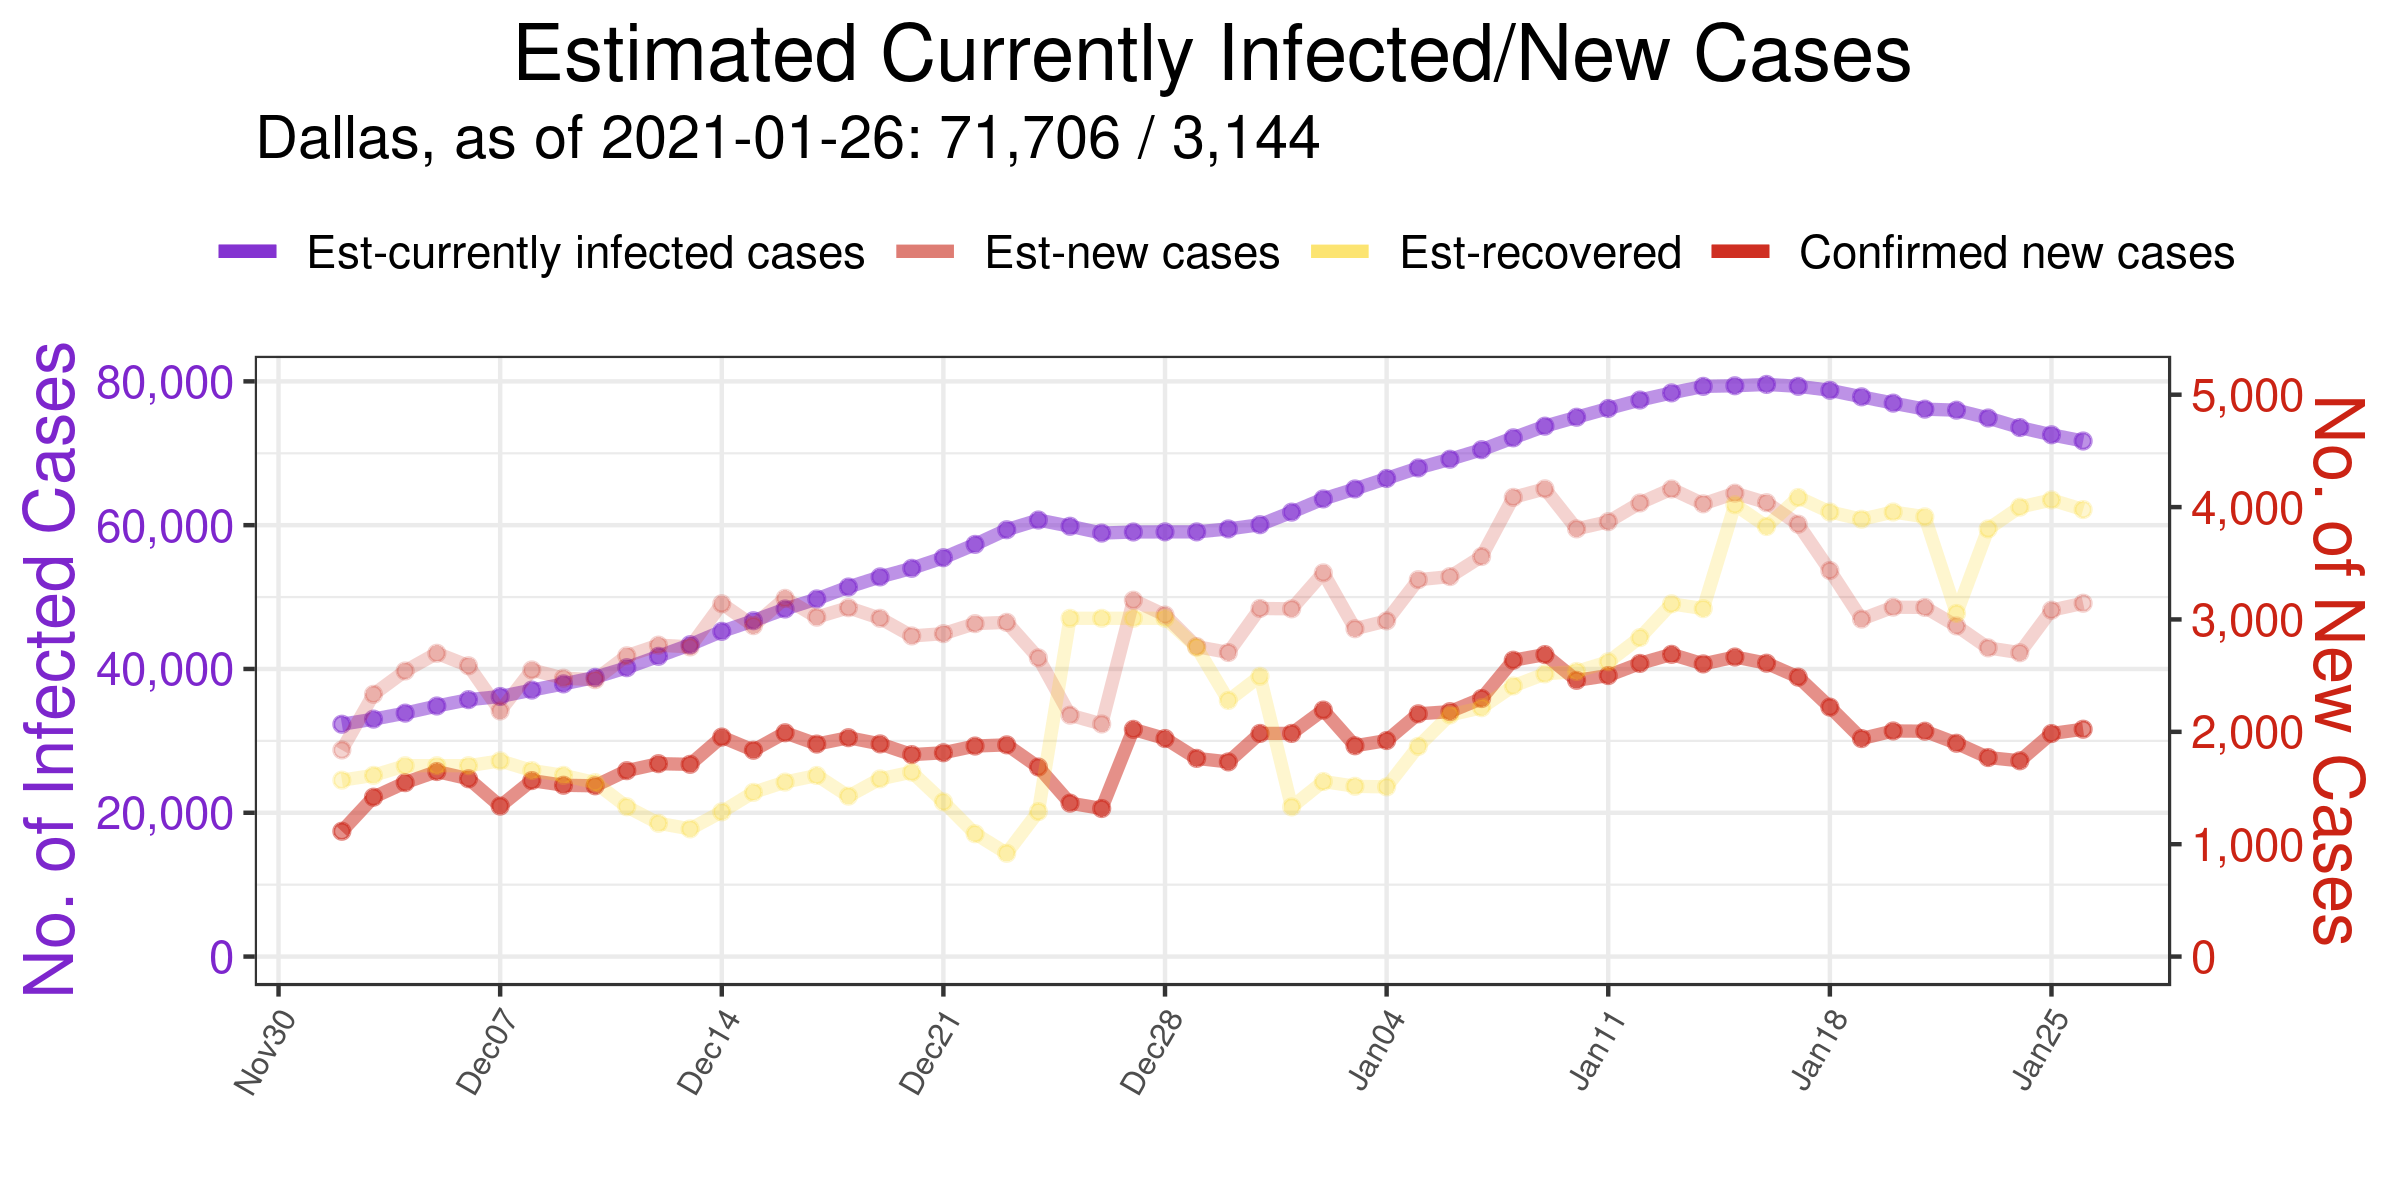 Estimated Currently Infected/New Cases
Dallas, as of 2021-01-26: 71,706 / 3,144
Est-currently infected cases Est-new cases Est-recovered Confirmed new cases
No. of Infected Cases
80,000
60,000
40,000
20,000
0
5,000
4,000
3,000
2,000
1,000
0
No. of New Cases
Nov30 Dec07 Dec14 Dec21 Dec28 Jan04 Jan11 Jan18 Jan25